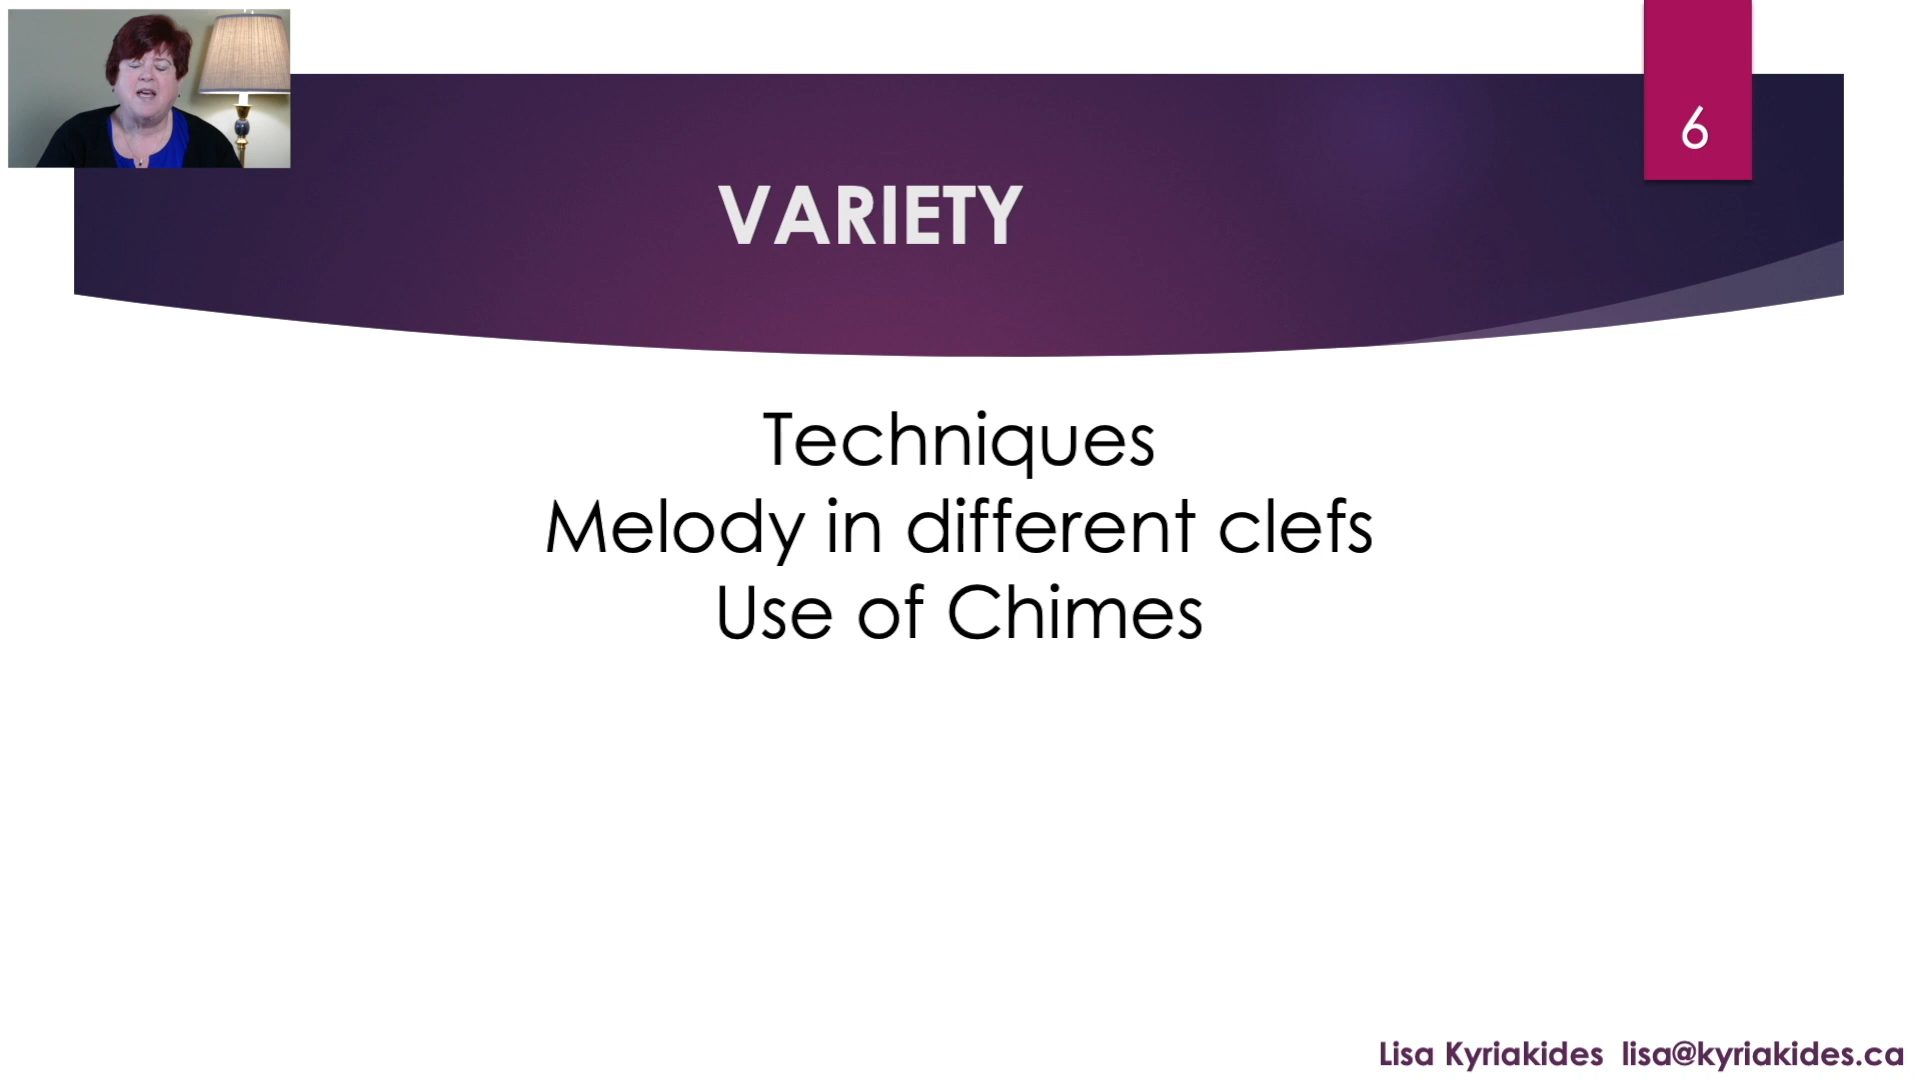 6
VARIETY
Techniques
Melody in different clefs
Use of Chimes
Lisa Kyriakides lisa@kyriakides.ca